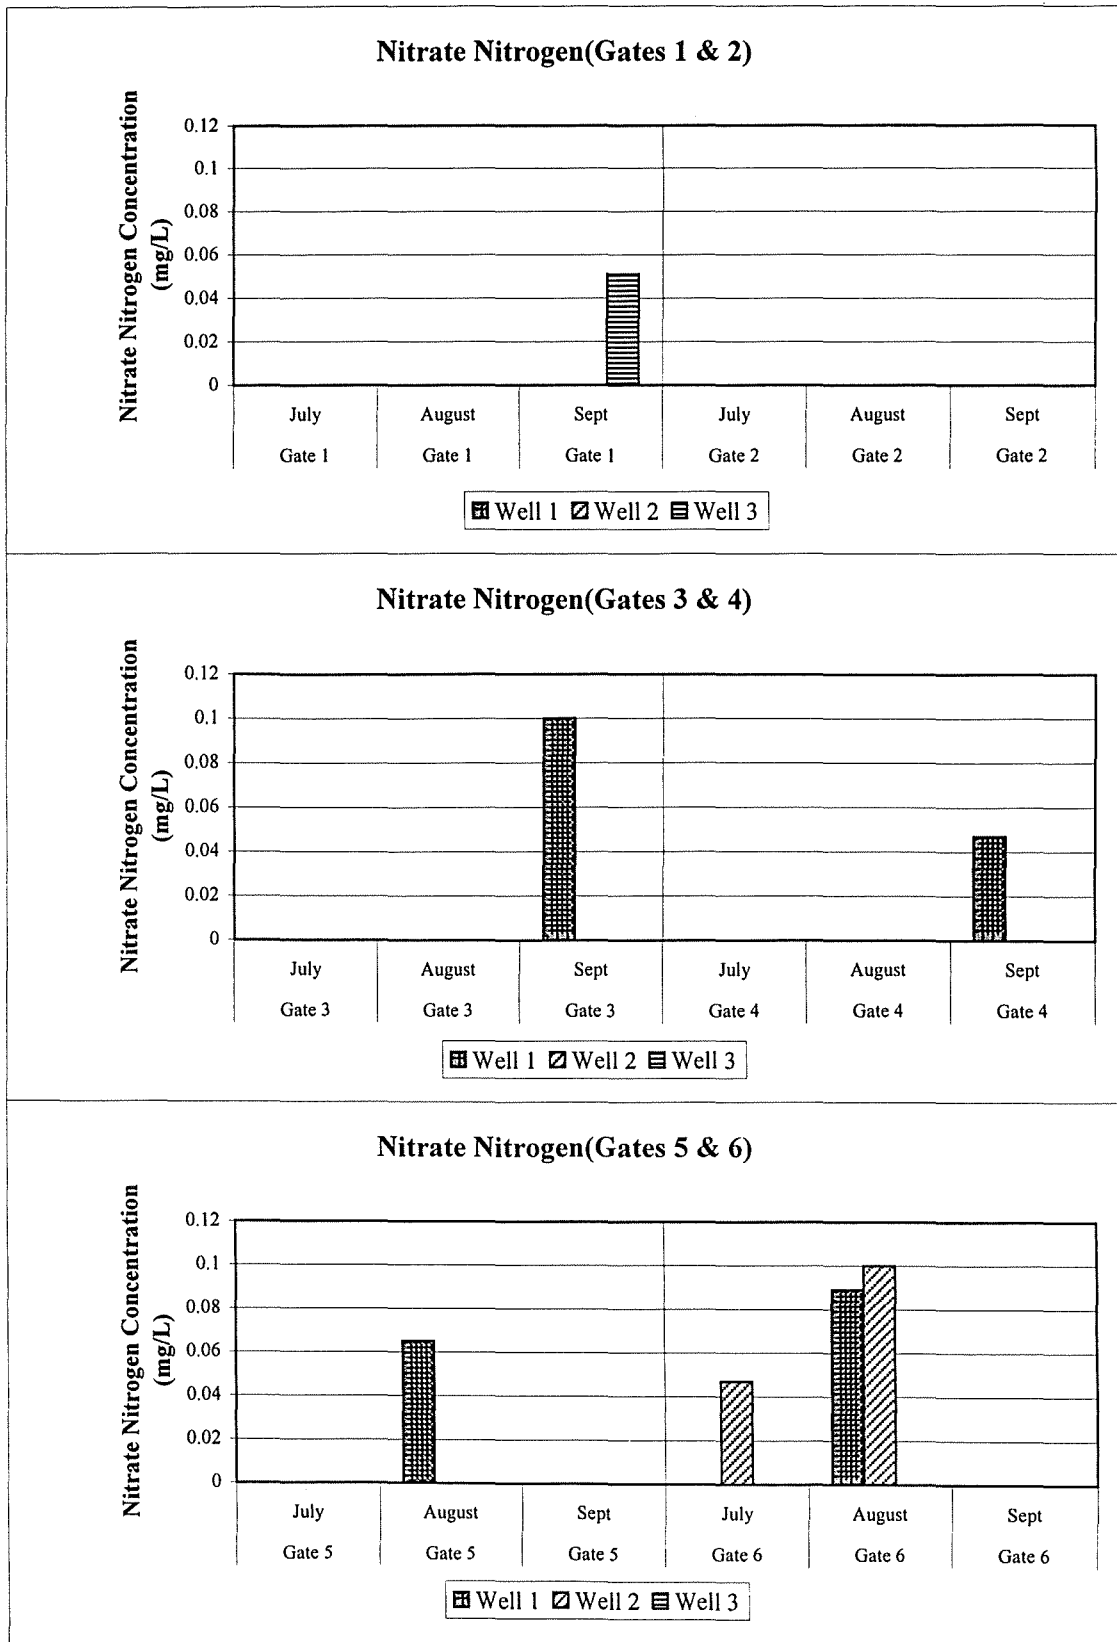 Nitrate Nitrogen(Gates 1 & 2)
Nitrate Nitrogen Concentration
(mg/L)
0.12
0.1
0.08
0.06
0.04
0.02
0
July August Sept July August Sept
Gate 1 Gate 1 Gate 1 Gate 2 Gate 2 Gate 2
Well 1 Well 2 Well 3
Nitrate Nitrogen(Gates 3 & 4)
Nitrate Nitrogen Concentration
(mg/L)
0.12
0.1
0.08
0.06
0.04
0.02
0
July August Sept July August Sept
Gate 3 Gate 3 Gate 3 Gate 4 Gate 4 Gate 4
Well 1 Well 2 Well 3
Nitrate Nitrogen(Gates 5 & 6)
Nitrate Nitrogen Concentration
(mg/L)
0.12
0.1
0.08
0.06
0.04
0.02
0
July August Sept July August Sept
Gate 5 Gate 5 Gate 5 Gate 6 Gate 6 Gate 6
Well 1 Well 2 Well 3